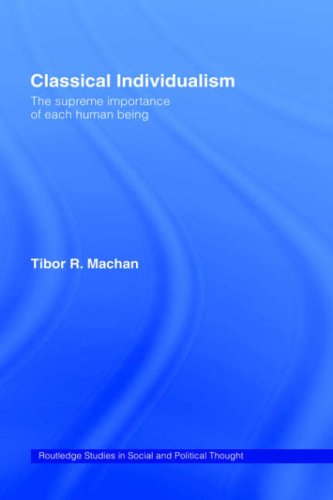 Classical Individualism
The supreme importance
of each human being
Tibor R. Machan
Routledge Studies in Social and Political Thought